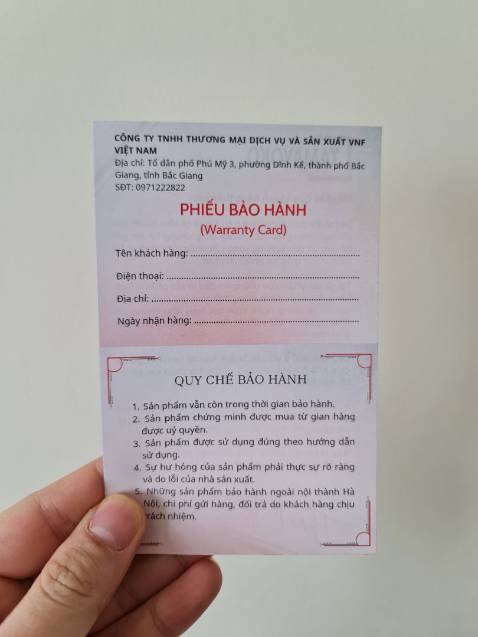 CÔNG TY TNHH THƯƠNG MẠI DỊCH VỤ VÀ SẢN XUẤT VNF
VIỆT NAM
Địa chỉ: Tổ dân phố Phú Mỹ 3, phường Dĩnh Kế, thành phố Bắc
Giang, tỉnh Bắc Giang
SĐT: 0971222822
PHIẾU BẢO HÀNH
(Warranty Card)
Tên khách hàng:
Điện thoại:
Địa chỉ:
Ngày nhận hàng:
QUY CHẾ BẢO HÀNH
1. Sản phẩm vẫn còn trong thời gian bảo hành.
2. Sản phẩm chứng minh được mua từ gian hàng
được uỷ quyền.
3. Sản phẩm được sử dụng đúng theo hướng dẫn
sử dụng.
4. Sự hư hỏng của sản phẩm phải thực sự rõ ràng
và do lỗi của nhà sản xuất.
5. Những sản phẩm bảo hành ngoài nội thành Hà
Nội, chi phí gửi hàng, đổi trả do khách hàng chịu
trách nhiệm.